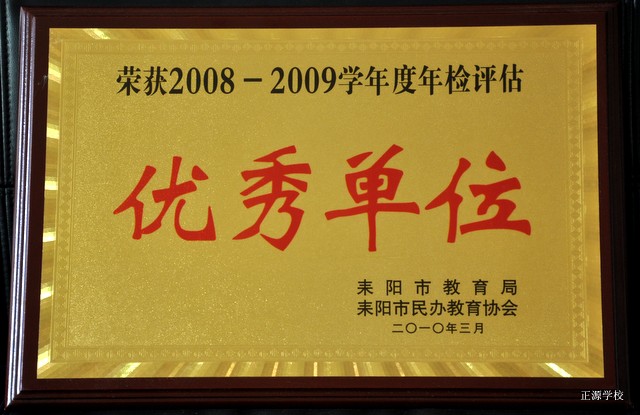 荣获2008－2009学年度年检评估
优秀单位
耒阳市教育局
耒阳市民办教育协会
二〇一〇年三月
正源学校